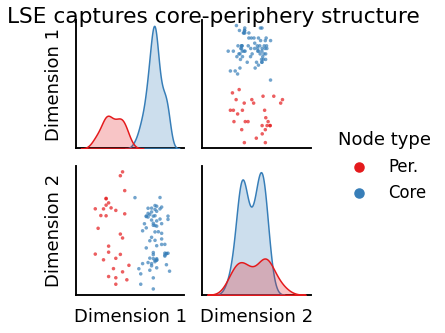 LSE captures core-periphery structure
Dimension 1
Node type
Per.
Core
Dimension 2
Dimension 1
Dimension 2